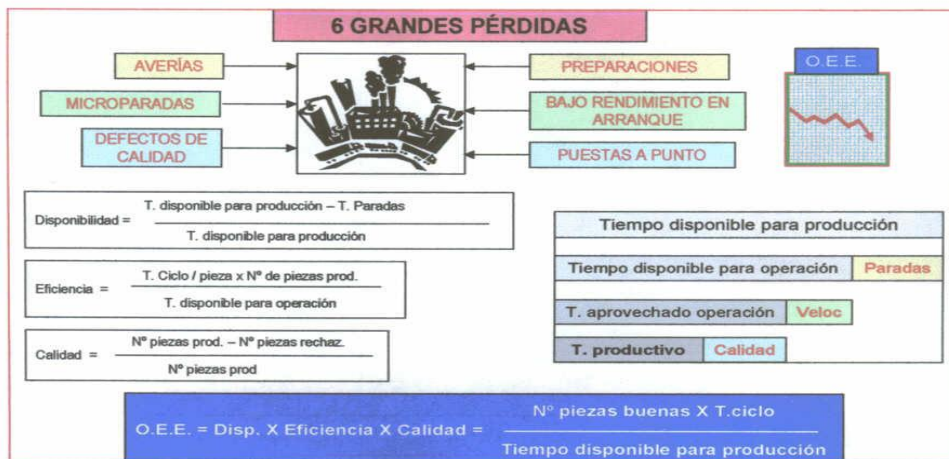 6 GRANDES PÉRDIDAS
AVERÍAS
PREPARACIONES
O.E.E.
MICROPARADAS
BAJO RENDIMIENTO EN
ARRANQUE
DEFECTOS DE
CALIDAD
PUESTAS A PUNTO
T. disponible para producción – T. Paradas
Disponibilidad =
T. disponible para producción
T. Ciclo / pieza x Nº de piezas prod.
Eficiencia =
T. disponible para operación
Nº piezas prod. – Nº piezas rechaz.
Calidad =
Nº piezas prod
Tiempo disponible para producción
Tiempo disponible para operación Paradas
T. aprovechado operación Veloc
T. productivo Calidad
Nº piezas buenas X T.ciclo
O.E.E. = Disp. X Eficiencia X Calidad =
Tiempo disponible para producción